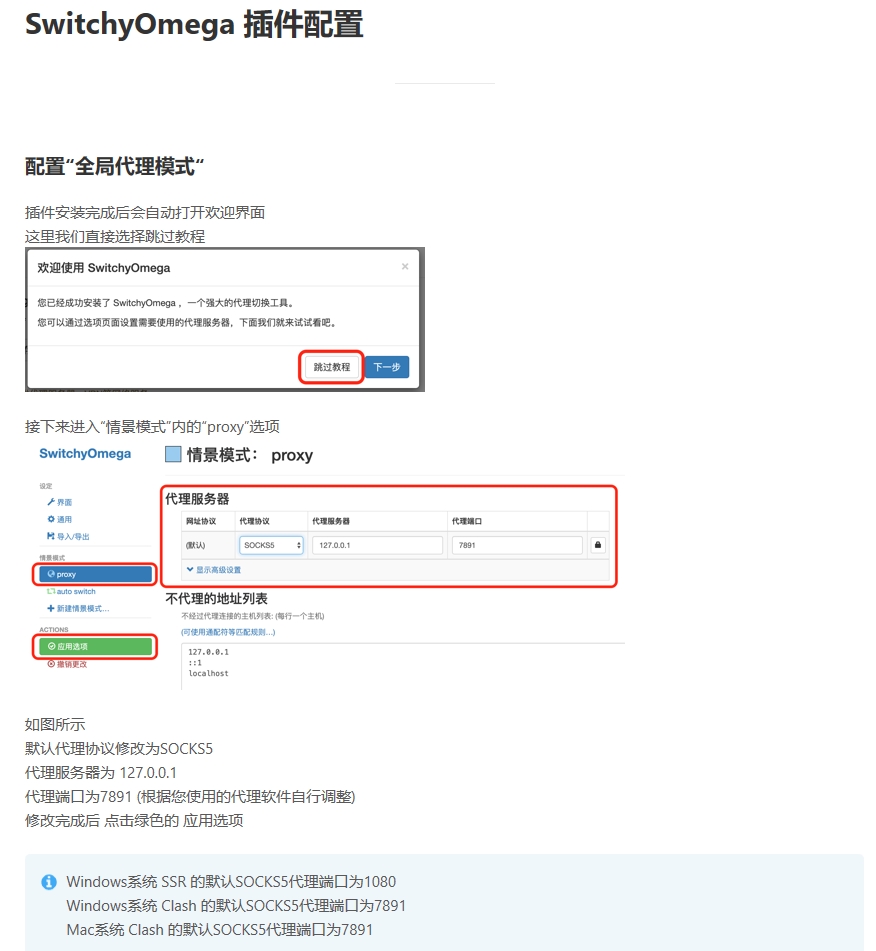 SwitchyOmega 插件配置
配置“全局代理模式“
插件安装完成后会自动打开欢迎界面
这里我们直接选择跳过教程
欢迎使用 SwitchyOmega
×
您已经成功安装了 SwitchyOmega ，一个强大的代理切换工具。
您可以通过选项页面设置需要使用的代理服务器，下面我们就来试试看吧。
跳过教程 下一步
接下来进入“情景模式”内的“proxy”选项
SwitchyOmega
情景模式： proxy
设定
界面
通用
导入/导出
情景模式
proxy
auto switch
新建情景模式...
ACTIONS
应用选项
撤销更改
代理服务器
网址协议 代理协议 代理服务器 代理端口
(默认) SOCKS5 127.0.0.1 7891
显示高级设置
不代理的地址列表
不经过代理连接的主机列表: (每行一个主机)
(可使用通配符等匹配规则...)
127.0.0.1
::1
localhost
如图所示
默认代理协议修改为SOCKS5
代理服务器为 127.0.0.1
代理端口为7891 (根据您使用的代理软件自行调整)
修改完成后 点击绿色的 应用选项
Windows系统 SSR 的默认SOCKS5代理端口为1080
Windows系统 Clash 的默认SOCKS5代理端口为7891
Mac系统 Clash 的默认SOCKS5代理端口为7891